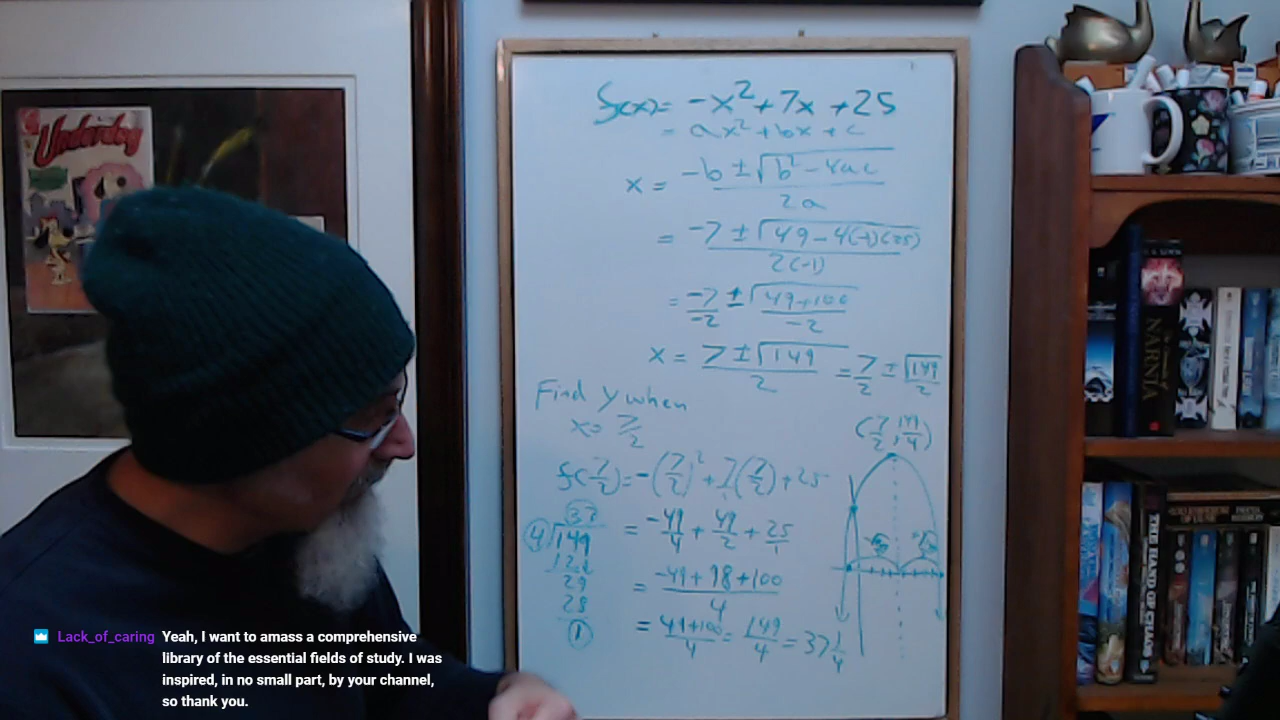 Underdog
f(x) = -x² + 7x + 25
= ax² + bx + c
x = -b ± √b² - 4ac / 2a
= -7 ± √49 - 4(-1)(25) / 2(-1)
= -7/-2 ± √49+100 / -2
x = 7 ± √149 / 2 = 7/2 ± √149/2
Find y when
x = 7/2
(7/2, 149/4)
f(7/2) = -(7/2)² + 7(7/2) + 25
= -49/4 + 49/2 + 25/1
= -49 + 98 + 100 / 4
= 49+100/4 = 149/4 = 37 1/4
37
4 149
12↓
29
28
1
NARNIA
THE HAND OF CHAOS
Lack_of_caring Yeah, I want to amass a comprehensive
library of the essential fields of study. I was
inspired, in no small part, by your channel,
so thank you.